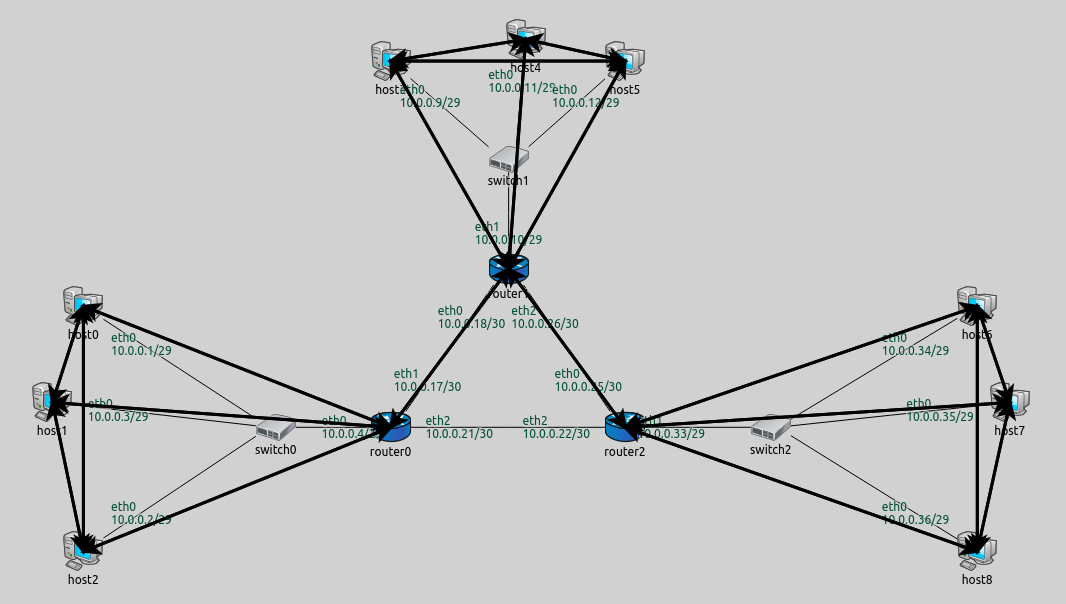 host4
eth0
10.0.0.11/29
host5
eth0
10.0.0.9/29
eth0
10.0.0.12/29
switch1
eth1
10.0.0.10/29
router1
eth0
10.0.0.18/30
eth2
10.0.0.26/30
host0
eth0
10.0.0.1/29
host6
eth0
10.0.0.34/29
eth1
10.0.0.17/30
eth0
10.0.0.25/30
host1
10.0.0.3/29
eth0
switch0
eth0
router0
eth2
10.0.0.21/30
eth2
10.0.0.22/30
router2
eth1
10.0.0.33/29
switch2
eth0
10.0.0.35/29
host7
eth0
10.0.0.2/29
host2
eth0
10.0.0.36/29
host8